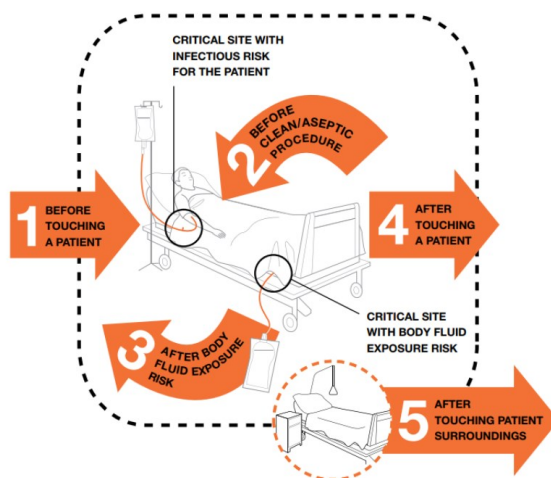 CRITICAL SITE WITH
INFECTIOUS RISK
FOR THE PATIENT
2
BEFORE
CLEAN/ASEPTIC
PROCEDURE
1
BEFORE
TOUCHING
A PATIENT
4
AFTER
TOUCHING
A PATIENT
3
AFTER BODY
FLUID EXPOSURE
RISK
CRITICAL SITE
WITH BODY FLUID
EXPOSURE RISK
5
AFTER
TOUCHING PATIENT
SURROUNDINGS